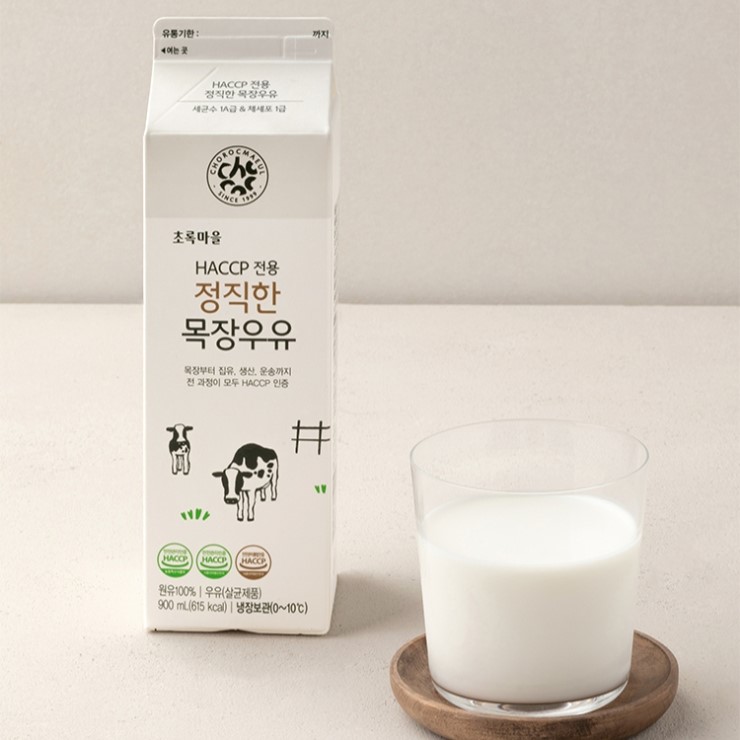 유통기한 : 까지
◀여는 곳
HACCP 전용
정직한 목장우유
세균수 1A급 & 체세포 1급
CHOROCMAEUL
choroc
SINCE 1999
초록마을
HACCP 전용
정직한
목장우유
목장부터 집유, 생산, 운송까지
전 과정이 모두 HACCP 인증
HACCP HACCP HACCP
원유100% | 우유(살균제품)
900 mL(615 kcal) | 냉장보관(0~10℃)